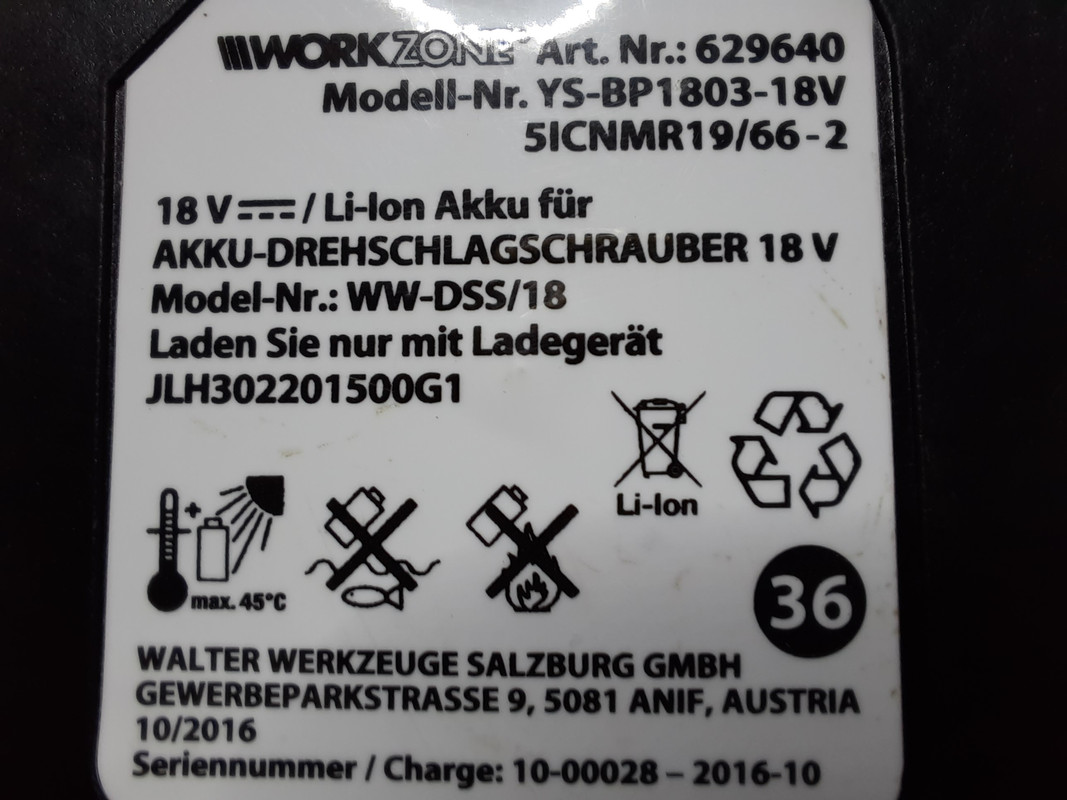 WORKZONE® Art. Nr.: 629640
Modell-Nr. YS-BP1803-18V
5ICNMR19/66-2
18 V⎓ / Li-Ion Akku für
AKKU-DREHSCHLAGSCHRAUBER 18 V
Model-Nr.: WW-DSS/18
Laden Sie nur mit Ladegerät
JLH302201500G1
Li-Ion
+
max. 45°C
36
WALTER WERKZEUGE SALZBURG GMBH
GEWERBEPARKSTRASSE 9, 5081 ANIF, AUSTRIA
10/2016
Seriennummer / Charge: 10-00028 – 2016-10